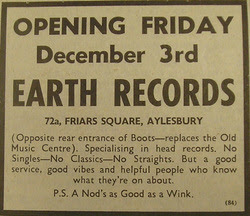 OPENING FRIDAY
December 3rd
EARTH RECORDS
72a, FRIARS SQUARE, AYLESBURY
(Opposite rear entrance of Boots—replaces the Old
Music Centre). Specialising in head records. No
Singles—No Classics—No Straights. But a good
service, good vibes and helpful people who know
what they're on about.
P.S. A Nod's as Good as a Wink.
(84)